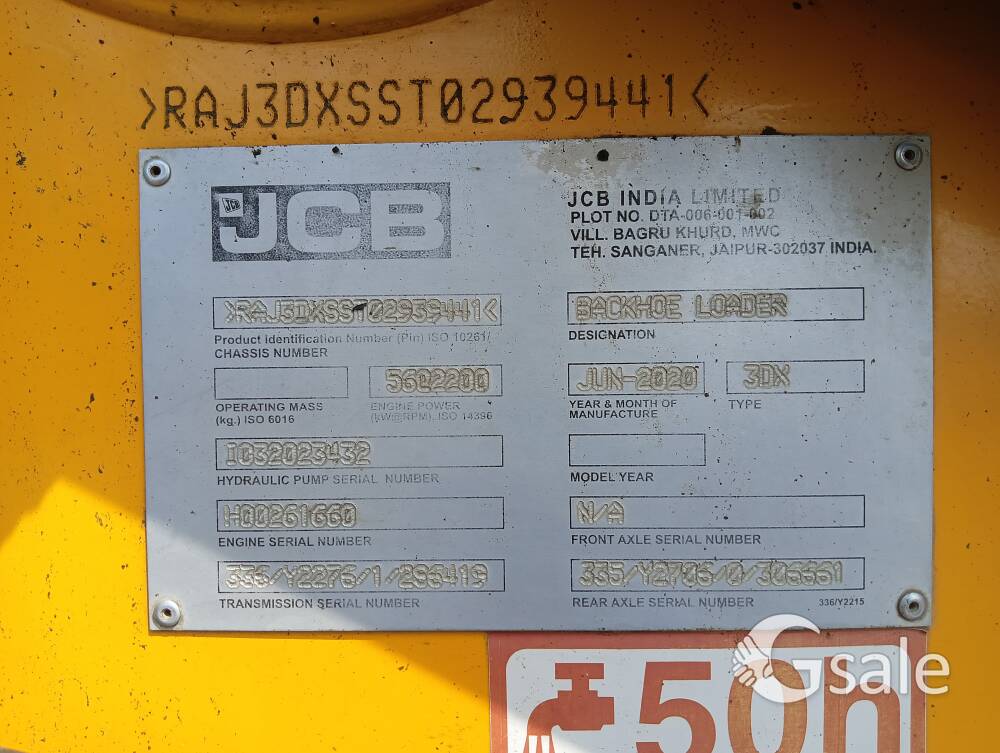 >RAJ3DXSST02939441<
JCB
JCB INDIA LIMITED
PLOT NO. DTA-006-001-002
VILL. BAGRU KHURD, MWC
TEH. SANGANER, JAIPUR-302037 INDIA.
>RAJ3DXSST02939441<
Product identification Number (Pin) ISO 10261/
CHASSIS NUMBER
BACKHOE LOADER
DESIGNATION
OPERATING MASS
(kg.) ISO 6016
56@2200
ENGINE POWER
(kW@RPM), ISO 14396
JUN-2020
YEAR & MONTH OF
MANUFACTURE
3DX
TYPE
1032023432
HYDRAULIC PUMP SERIAL NUMBER
MODEL YEAR
H00261660
ENGINE SERIAL NUMBER
N/A
FRONT AXLE SERIAL NUMBER
336/Y2276/1/286419
TRANSMISSION SERIAL NUMBER
335/Y2706/0/306661
REAR AXLE SERIAL NUMBER
336/Y2215
50h
Gsale